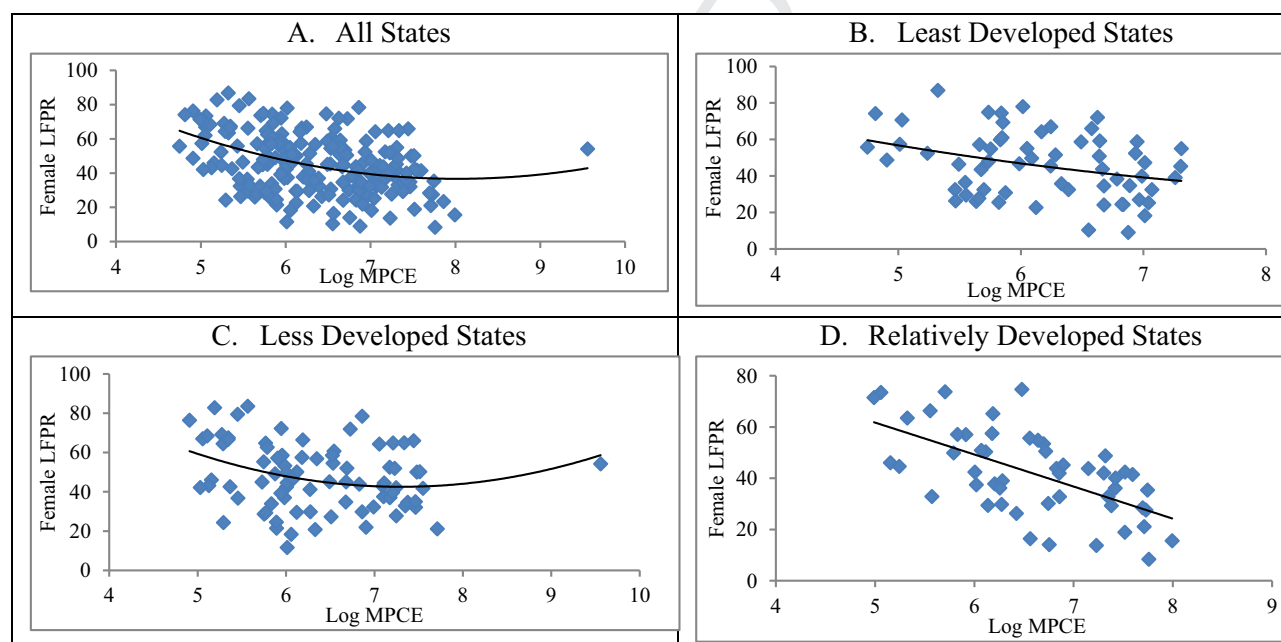 A. All States
100
80
60
40
20
0
Female LFPR
4 5 6 7 8 9 10
Log MPCE
B. Least Developed States
100
80
60
40
20
0
Female LFPR
4 5 6 7 8
Log MPCE
C. Less Developed States
100
80
60
40
20
0
Female LFPR
4 5 6 7 8 9 10
Log MPCE
D. Relatively Developed States
80
60
40
20
0
Female LFPR
4 5 6 7 8 9
Log MPCE